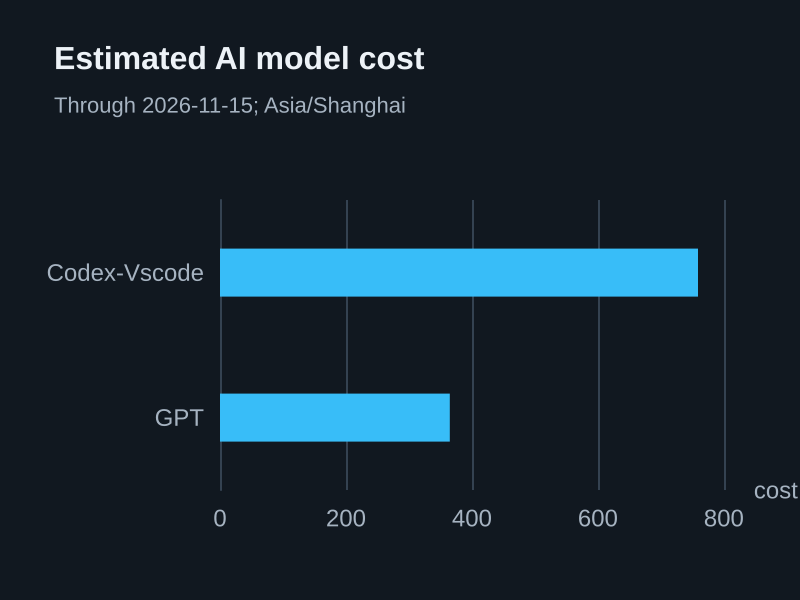 Estimated AI model cost
Through 2026-11-15; Asia/Shanghai
Codex-Vscode
GPT
cost
0 200 400 600 800